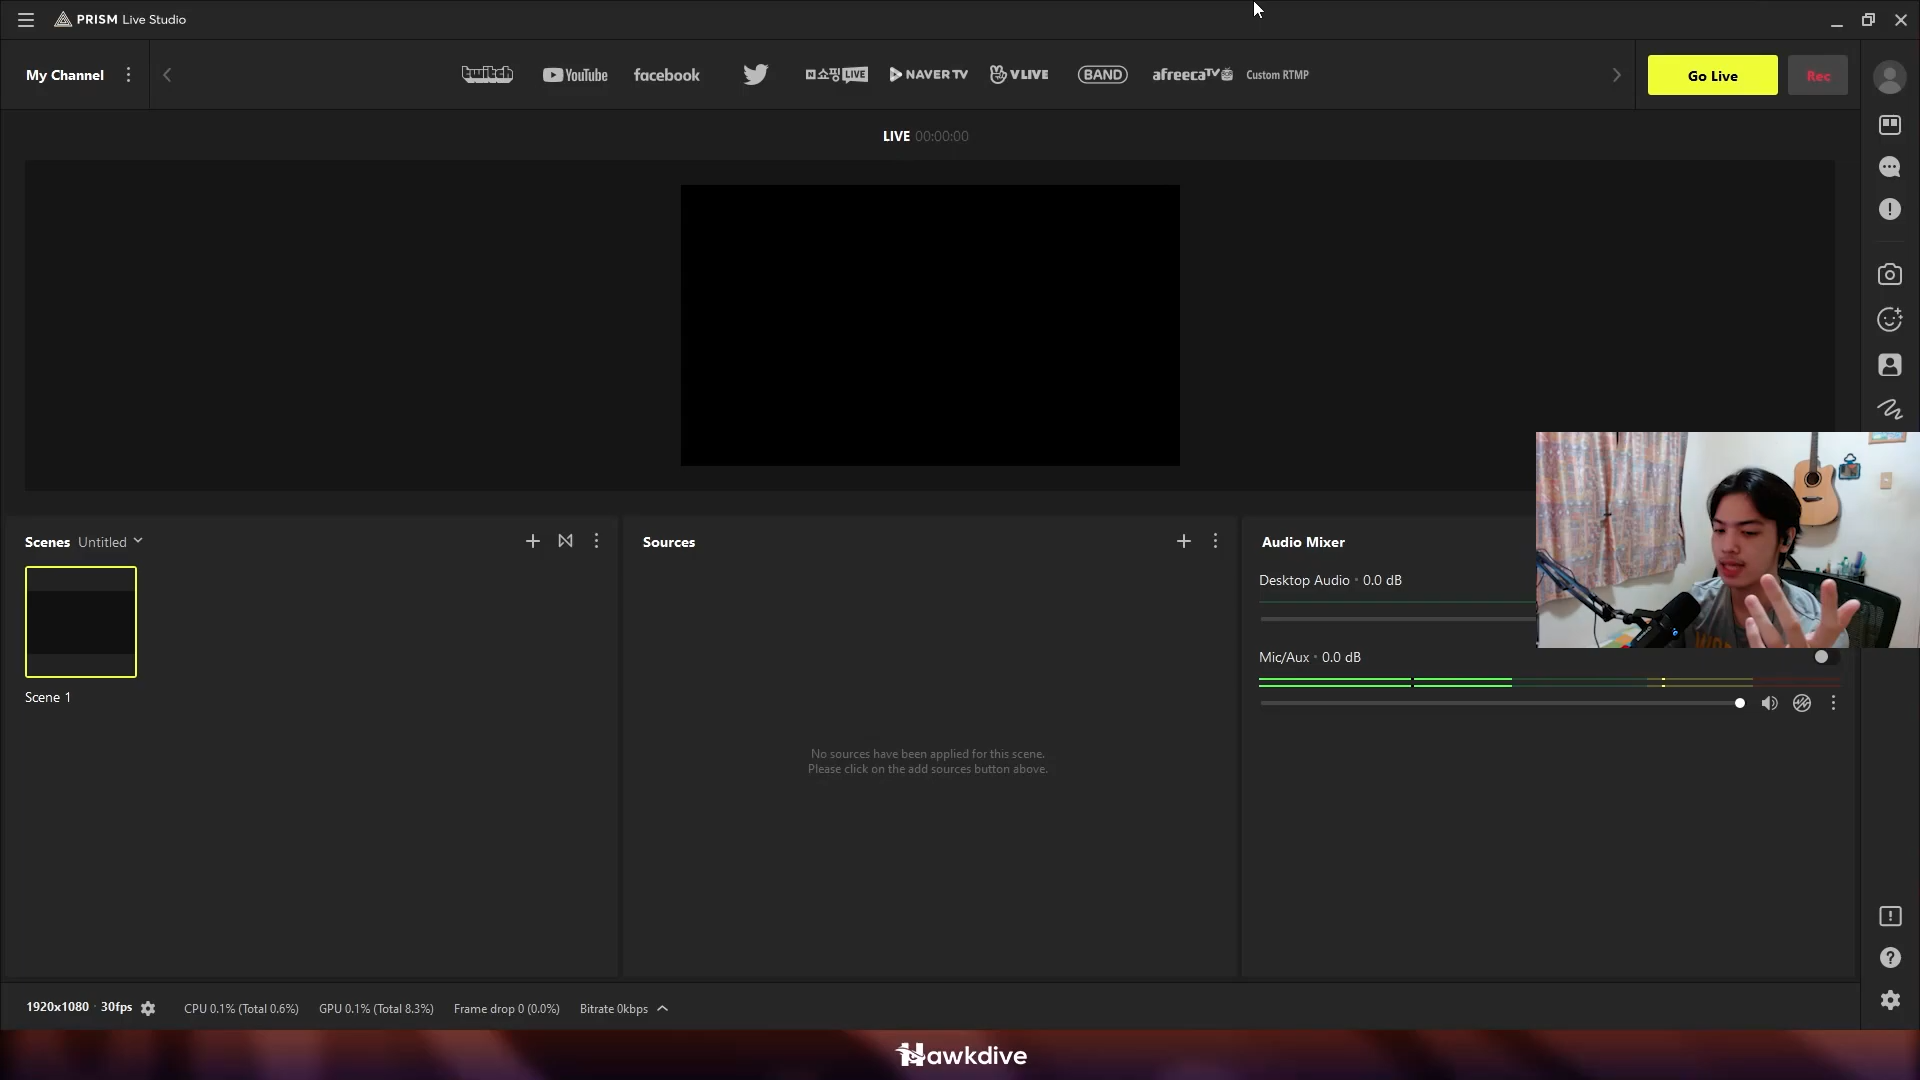 PRISM Live Studio
My Channel
twitch
YouTube
facebook
N쇼핑LIVE
NAVER TV
VLIVE
BAND
afreecaTV
Custom RTMP
Go Live
Rec
LIVE 00:00:00
Scenes Untitled
Scene 1
Sources
No sources have been applied for this scene.
Please click on the add sources button above.
Audio Mixer
Desktop Audio · 0.0 dB
Mic/Aux · 0.0 dB
1920x1080 · 30fps
CPU 0.1% (Total 0.6%)
GPU 0.1% (Total 8.3%)
Frame drop 0 (0.0%)
Bitrate 0kbps
Hawkdive